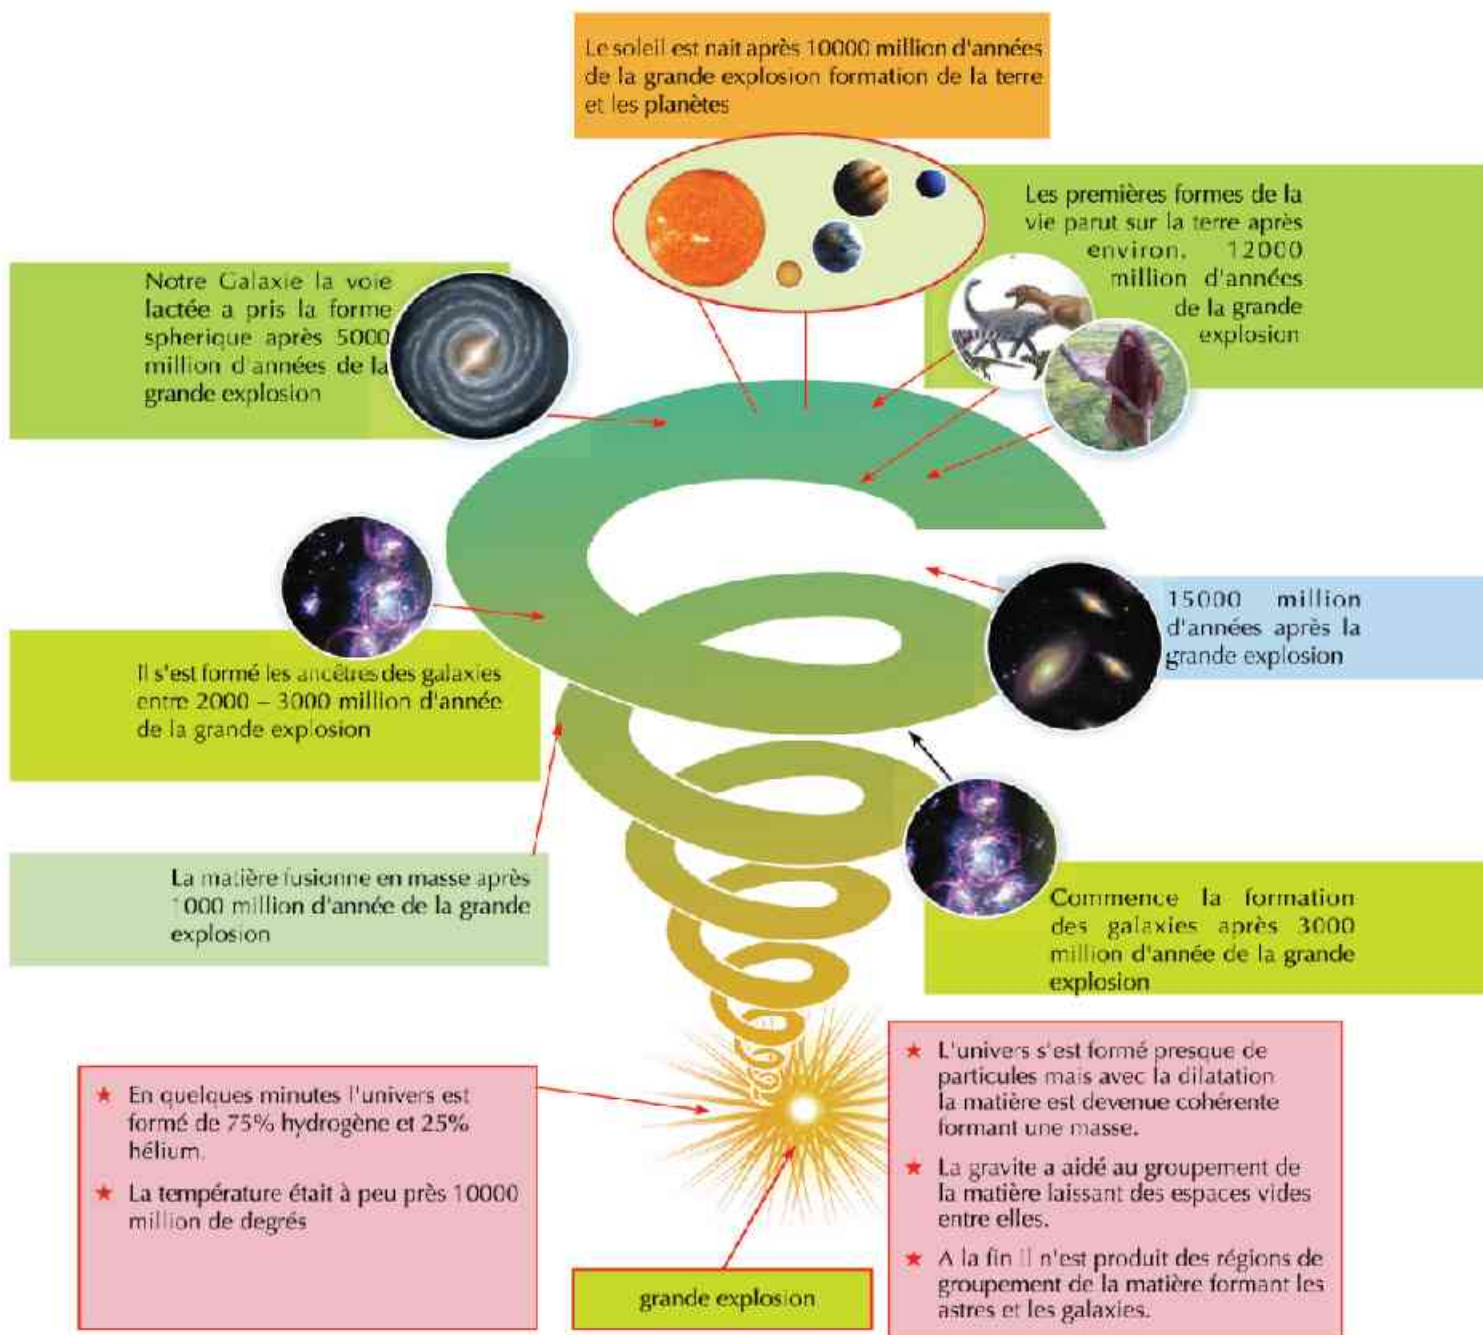 Le soleil est nait après 10000 million d'années
de la grande explosion formation de la terre
et les planètes
Les premières formes de la
vie parut sur la terre après
environ. 12000
million d'années
de la grande
explosion
Notre Galaxie la voie
lactée a pris la forme
spherique après 5000
million d'années de la
grande explosion
15000 million
d'années après la
grande explosion
Il s'est formé les ancêtres des galaxies
entre 2000 – 3000 million d'année
de la grande explosion
La matière fusionne en masse après
1000 million d'année de la grande
explosion
Commence la formation
des galaxies après 3000
million d'année de la grande
explosion
★ En quelques minutes l'univers est
formé de 75% hydrogène et 25%
hélium.
★ La température était à peu près 10000
million de degrés
★ L'univers s'est formé presque de
particules mais avec la dilatation
la matière est devenue cohérente
formant une masse.
★ La gravite a aidé au groupement de
la matière laissant des espaces vides
entre elles.
★ A la fin il n'est produit des régions de
groupement de la matière formant les
astres et les galaxies.
grande explosion